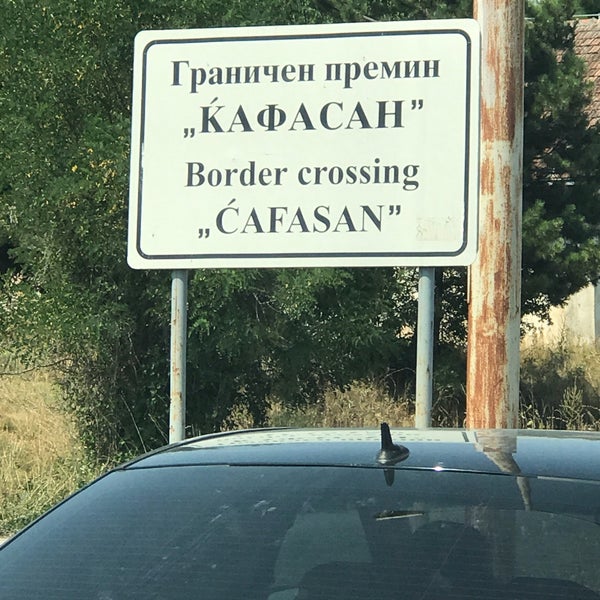 Граничен премин
„ЌАФАСАН”
Border crossing
„ĆAFASAN”